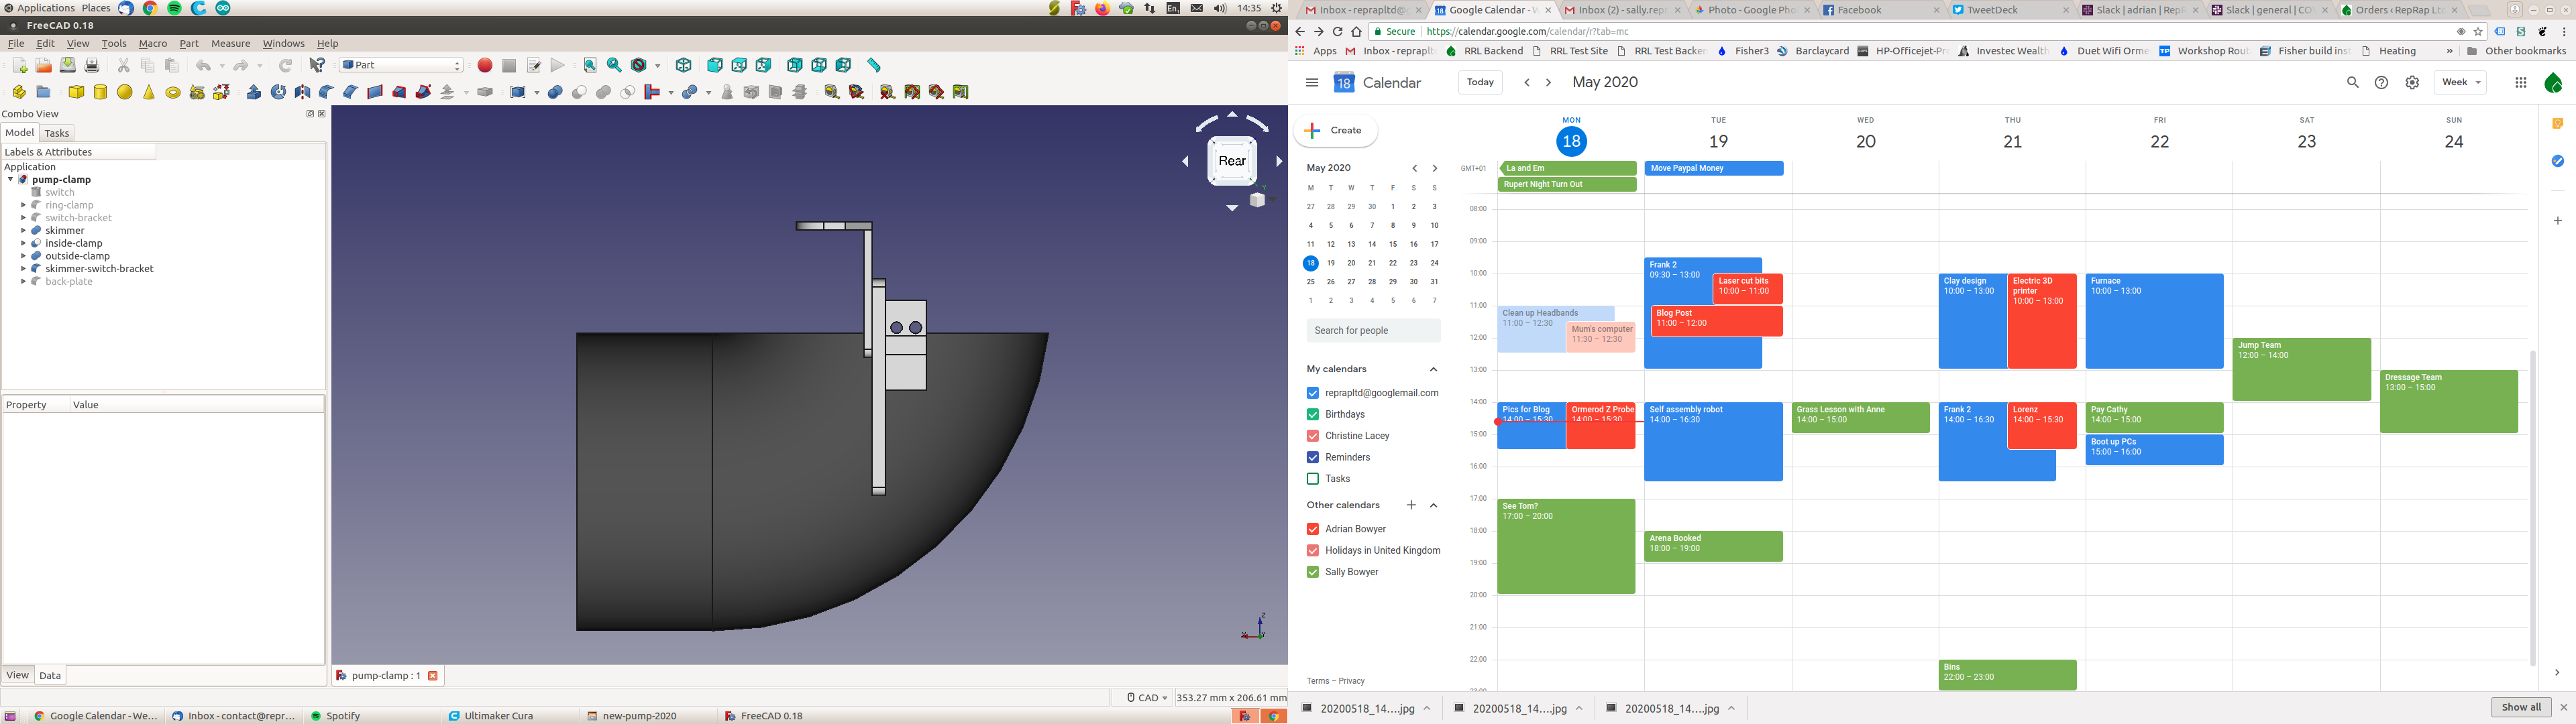 Applications Places
En1
14:35
FreeCAD 0.18
File Edit View Tools Macro Part Measure Windows Help
Part
Combo View
Model Tasks
Labels & Attributes
Application
pump-clamp
switch
ring-clamp
switch-bracket
skimmer
inside-clamp
outside-clamp
skimmer-switch-bracket
back-plate
Property Value
View Data
Rear
Z
pump-clamp : 1
CAD
353.27 mm x 206.61 mm
Google Calendar - We...
Inbox - contact@repr...
Spotify
Ultimaker Cura
new-pump-2020
FreeCAD 0.18
Inbox - reprapltd@
Google Calendar - W
Inbox (2) - sally.rep
Photo - Google Pho
Facebook
TweetDeck
Slack | adrian | RepR
Slack | general | CO
Orders ‹ RepRap Lt
Secure
https://calendar.google.com/calendar/r?tab=mc
Apps
Inbox - reprapltd
RRL Backend
RRL Test Site
RRL Test Backen
Fisher3
Barclaycard
HP-Officejet-Pr
Investec Wealth
Duet Wifi Orme
Workshop Rout
Fisher build inst
Heating
»
Other bookmarks
18
Calendar
Today
May 2020
Week
Create
May 2020
M T W T F S S
27 28 29 30 1 2 3
4 5 6 7 8 9 10
11 12 13 14 15 16 17
18 19 20 21 22 23 24
25 26 27 28 29 30 31
1 2 3 4 5 6 7
Search for people
My calendars
reprapltd@googlemail.com
Birthdays
Christine Lacey
Reminders
Tasks
Other calendars
Adrian Bowyer
Holidays in United Kingdom
Sally Bowyer
Terms – Privacy
MON TUE WED THU FRI SAT SUN
18 19 20 21 22 23 24
GMT+01
La and Em
Rupert Night Turn Out
Move Paypal Money
08:00
09:00
10:00
11:00
12:00
13:00
14:00
15:00
16:00
17:00
18:00
19:00
20:00
21:00
22:00
23:00
Clean up Headbands
11:00 – 12:30
Mum's computer
11:30 – 12:30
Pics for Blog
14:00 – 15:30
Ormerod Z Probe
14:00 – 15:30
See Tom?
17:00 – 20:00
Frank 2
09:30 – 13:00
Laser cut bits
10:00 – 11:00
Blog Post
11:00 – 12:00
Self assembly robot
14:00 – 16:30
Arena Booked
18:00 – 19:00
Grass Lesson with Anne
14:00 – 15:00
Clay design
10:00 – 13:00
Electric 3D
printer
10:00 – 13:00
Frank 2
14:00 – 16:30
Lorenz
14:00 – 15:30
Bins
22:00 – 23:00
Furnace
10:00 – 13:00
Pay Cathy
14:00 – 15:00
Boot up PCs
15:00 – 16:00
Jump Team
12:00 – 14:00
Dressage Team
13:00 – 15:00
20200518_14....jpg
20200518_14....jpg
20200518_14....jpg
Show all